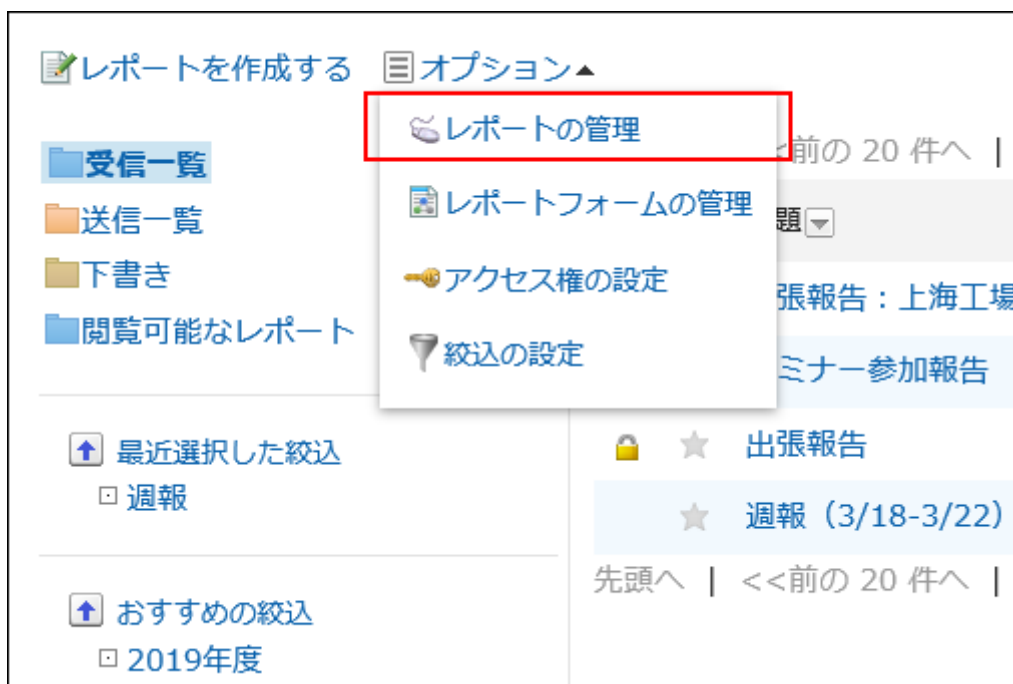 レポートを作成する オプション▲
レポートの管理
レポートフォームの管理
アクセス権の設定
絞込の設定
受信一覧
送信一覧
下書き
閲覧可能なレポート
最近選択した絞込
週報
おすすめの絞込
2019年度
<前の 20 件へ |
題
張報告：上海工場
ミナー参加報告
出張報告
週報（3/18-3/22）
先頭へ | <<前の 20 件へ |